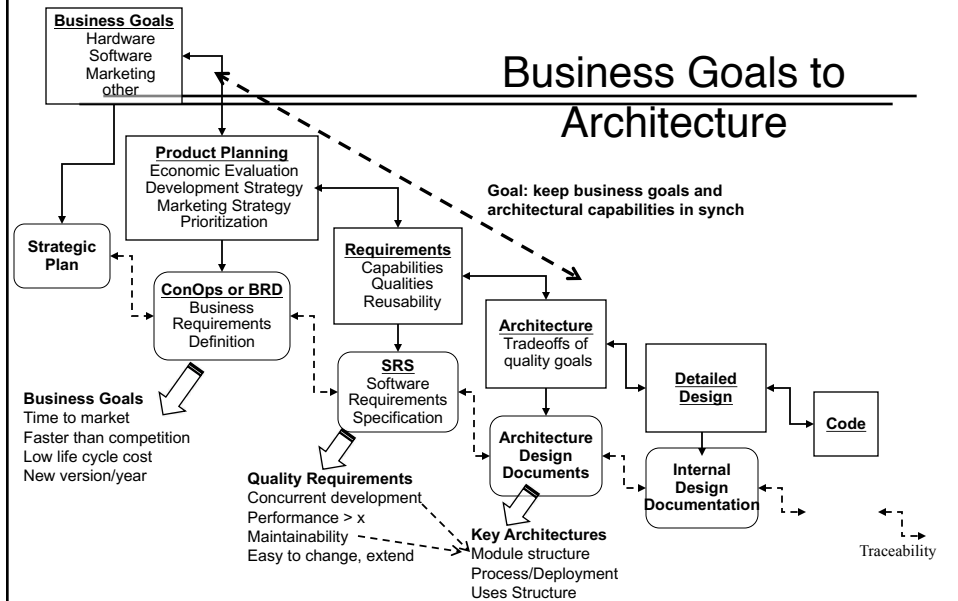 Business Goals to
Architecture
Business Goals
Hardware
Software
Marketing
other
Product Planning
Economic Evaluation
Development Strategy
Marketing Strategy
Prioritization
Goal: keep business goals and
architectural capabilities in synch
Strategic
Plan
Requirements
Capabilities
Qualities
Reusability
ConOps or BRD
Business
Requirements
Definition
Architecture
Tradeoffs of
quality goals
SRS
Software
Requirements
Specification
Detailed
Design
Code
Business Goals
Time to market
Faster than competition
Low life cycle cost
New version/year
Architecture
Design
Documents
Internal
Design
Documentation
Quality Requirements
Concurrent development
Performance > x
Maintainability
Easy to change, extend
Key Architectures
Module structure
Process/Deployment
Uses Structure
Traceability